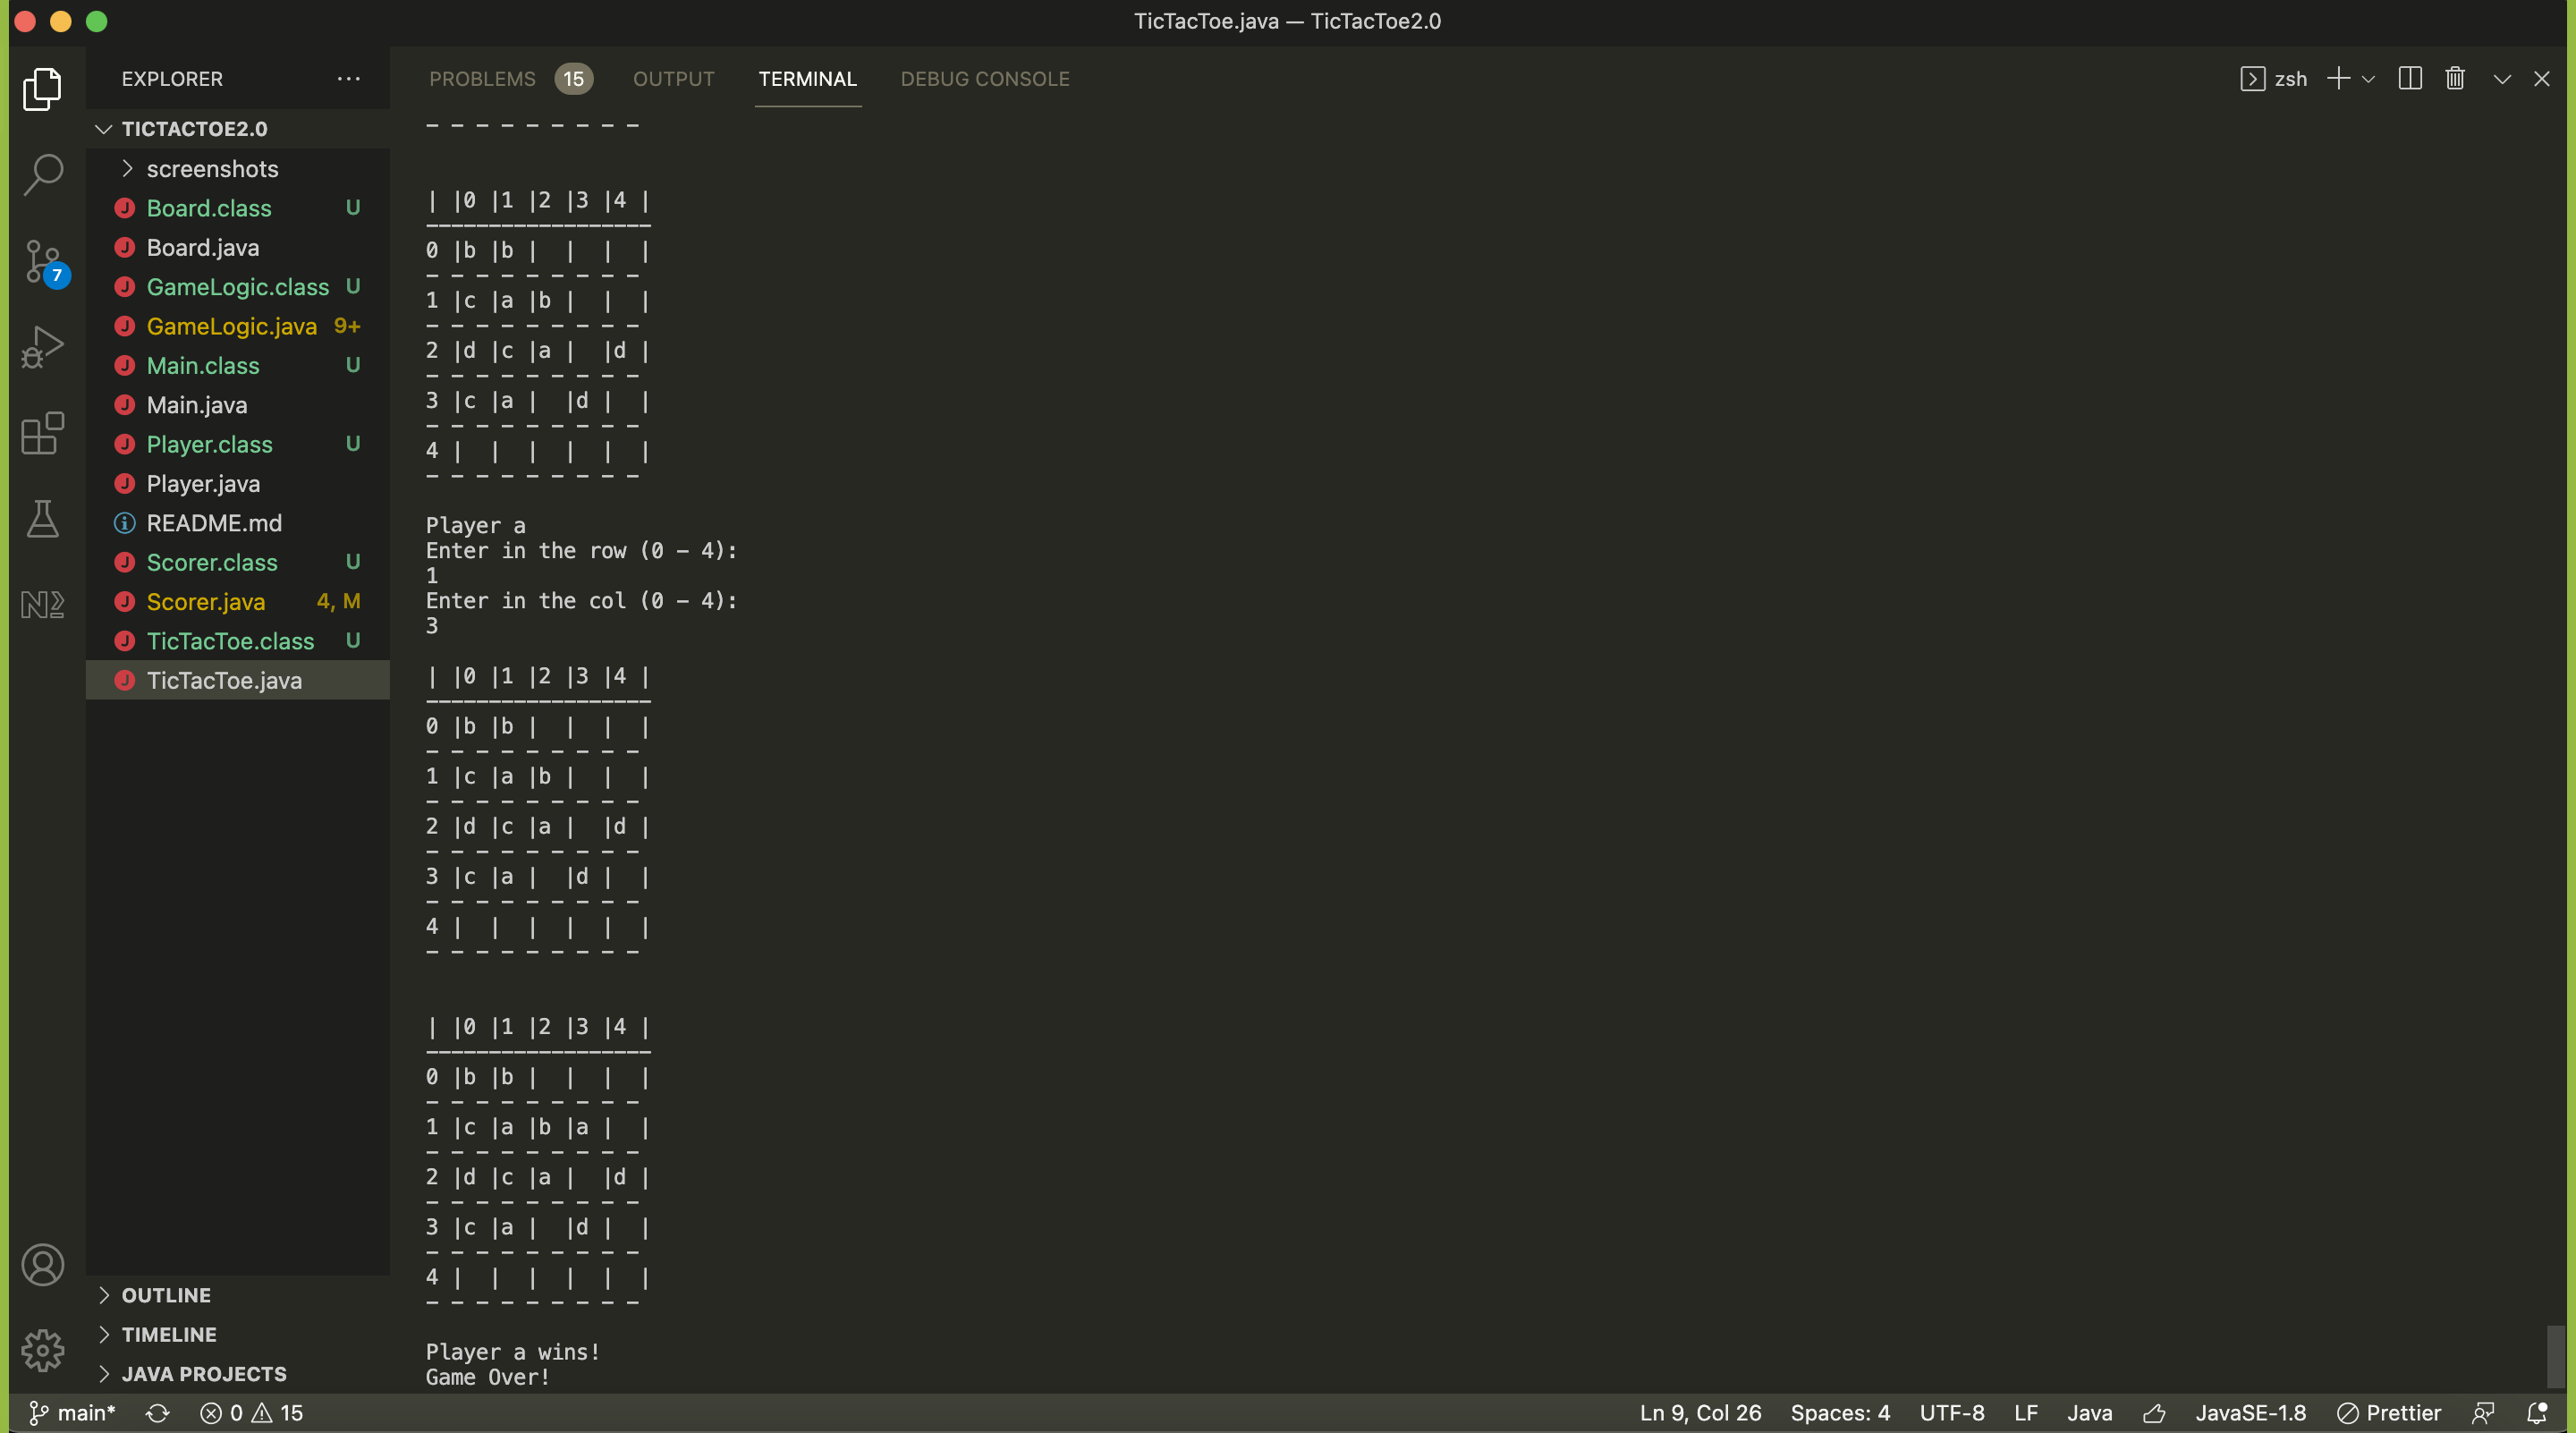 TicTacToe.java — TicTacToe2.0
EXPLORER
PROBLEMS 15 OUTPUT TERMINAL DEBUG CONSOLE
zsh
TICTACTOE2.0
screenshots
Board.class U
Board.java
7
GameLogic.class U
GameLogic.java 9+
Main.class U
Main.java
Player.class U
Player.java
README.md
Scorer.class U
Scorer.java 4, M
TicTacToe.class U
TicTacToe.java
OUTLINE
TIMELINE
JAVA PROJECTS
- - - - - - - - -
| |0 |1 |2 |3 |4 |
------------------
0 |b |b |  |  |  |
- - - - - - - - -
1 |c |a |b |  |  |
- - - - - - - - -
2 |d |c |a |  |d |
- - - - - - - - -
3 |c |a |  |d |  |
- - - - - - - - -
4 |  |  |  |  |  |
- - - - - - - - -
Player a
Enter in the row (0 - 4):
1
Enter in the col (0 - 4):
3
| |0 |1 |2 |3 |4 |
------------------
0 |b |b |  |  |  |
- - - - - - - - -
1 |c |a |b |  |  |
- - - - - - - - -
2 |d |c |a |  |d |
- - - - - - - - -
3 |c |a |  |d |  |
- - - - - - - - -
4 |  |  |  |  |  |
- - - - - - - - -
| |0 |1 |2 |3 |4 |
------------------
0 |b |b |  |  |  |
- - - - - - - - -
1 |c |a |b |a |  |
- - - - - - - - -
2 |d |c |a |  |d |
- - - - - - - - -
3 |c |a |  |d |  |
- - - - - - - - -
4 |  |  |  |  |  |
- - - - - - - - -
Player a wins!
Game Over!
main* 0 15 Ln 9, Col 26 Spaces: 4 UTF-8 LF Java JavaSE-1.8 Prettier